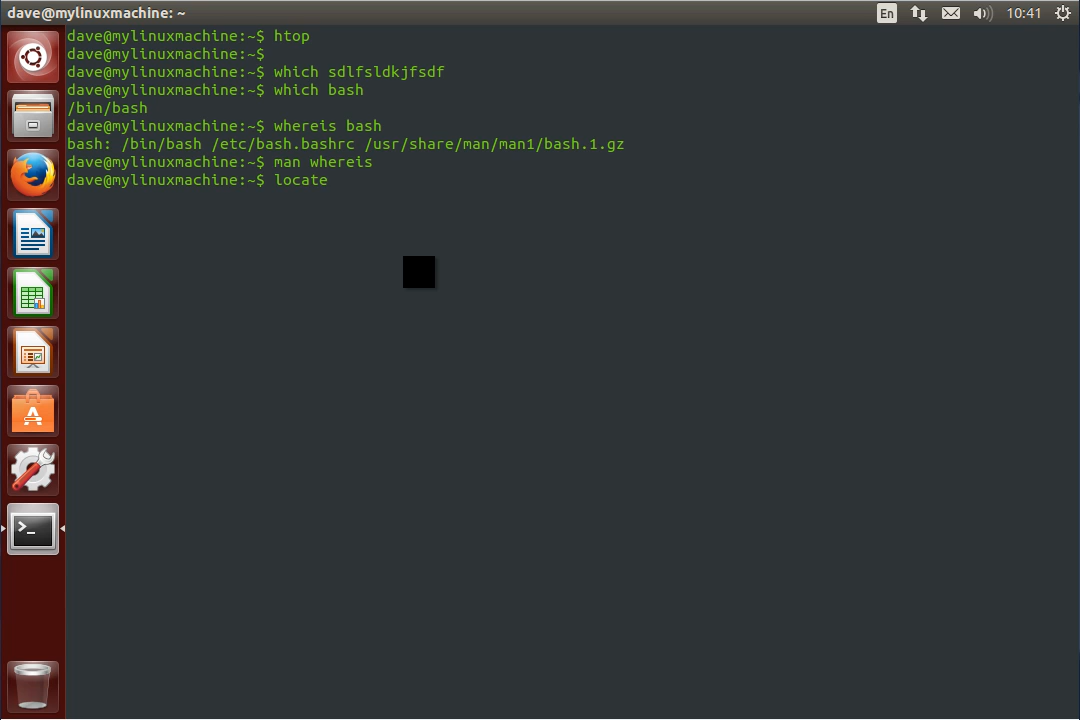 dave@mylinuxmachine: ~
En
10:41
dave@mylinuxmachine:~$ htop
dave@mylinuxmachine:~$
dave@mylinuxmachine:~$ which sdlfsldkjfsdf
dave@mylinuxmachine:~$ which bash
/bin/bash
dave@mylinuxmachine:~$ whereis bash
bash: /bin/bash /etc/bash.bashrc /usr/share/man/man1/bash.1.gz
dave@mylinuxmachine:~$ man whereis
dave@mylinuxmachine:~$ locate